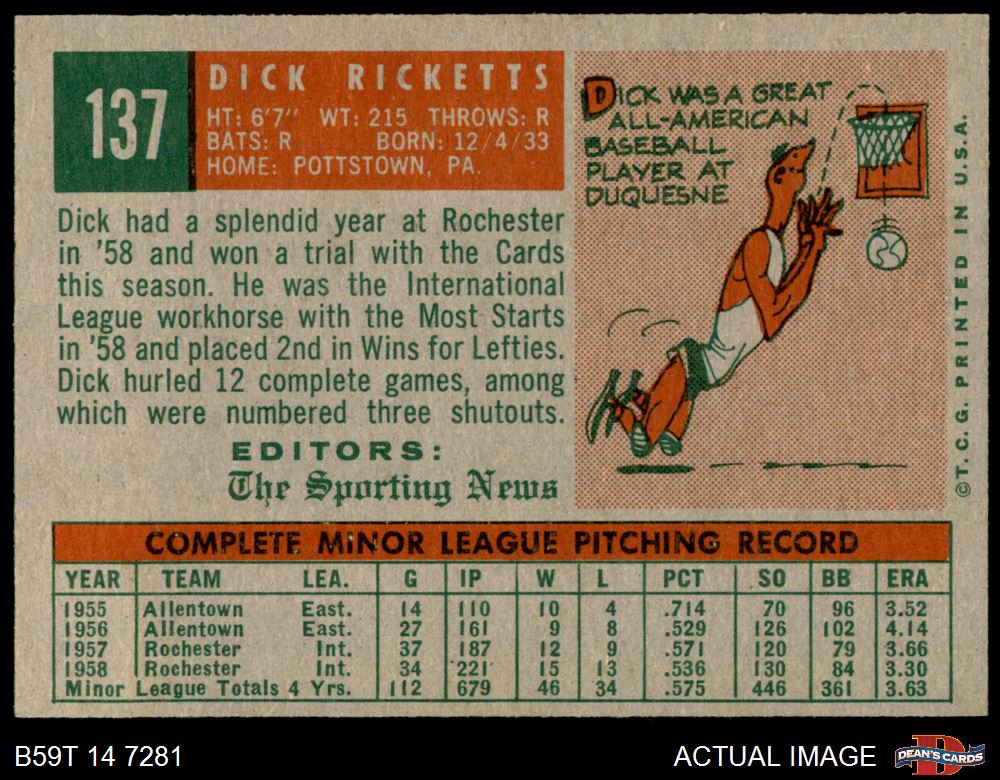 137
DICK RICKETTS
HT: 6'7" WT: 215 THROWS: R
BATS: R BORN: 12/4/33
HOME: POTTSTOWN, PA.
DICK WAS A GREAT
ALL-AMERICAN
BASEBALL
PLAYER AT
DUQUESNE
Dick had a splendid year at Rochester
in '58 and won a trial with the Cards
this season. He was the International
League workhorse with the Most Starts
in '58 and placed 2nd in Wins for Lefties.
Dick hurled 12 complete games, among
which were numbered three shutouts.
EDITORS:
The Sporting News
©T.C.G. PRINTED IN U.S.A.
COMPLETE MINOR LEAGUE PITCHING RECORD
YEAR TEAM LEA. G IP W L PCT SO BB ERA
1955 Allentown East. 14 110 10 4 .714 70 96 3.52
1956 Allentown East. 27 161 9 8 .529 126 102 4.14
1957 Rochester Int. 37 187 12 9 .571 120 79 3.66
1958 Rochester Int. 34 221 15 13 .536 130 84 3.30
Minor League Totals 4 Yrs. 112 679 46 34 .575 446 361 3.63
B59T 14 7281
ACTUAL IMAGE
DEAN'S CARDS